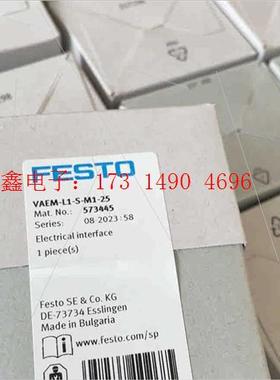 FESTO
VAEM-L1-S-M1-25
Mat. No.: 573445
Series: 08-2023:58
鑫电子：173 1490 4696
Electrical interface
1 piece(s)
Festo SE & Co. KG
DE-73734 Esslingen
Made in Bulgaria
www.festo.com/sp